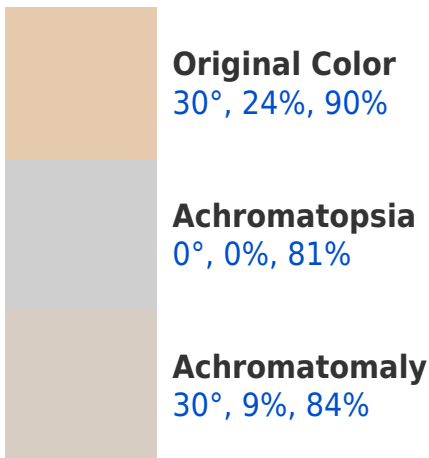 Original Color
30°, 24%, 90%
Achromatopsia
0°, 0%, 81%
Achromatomaly
30°, 9%, 84%